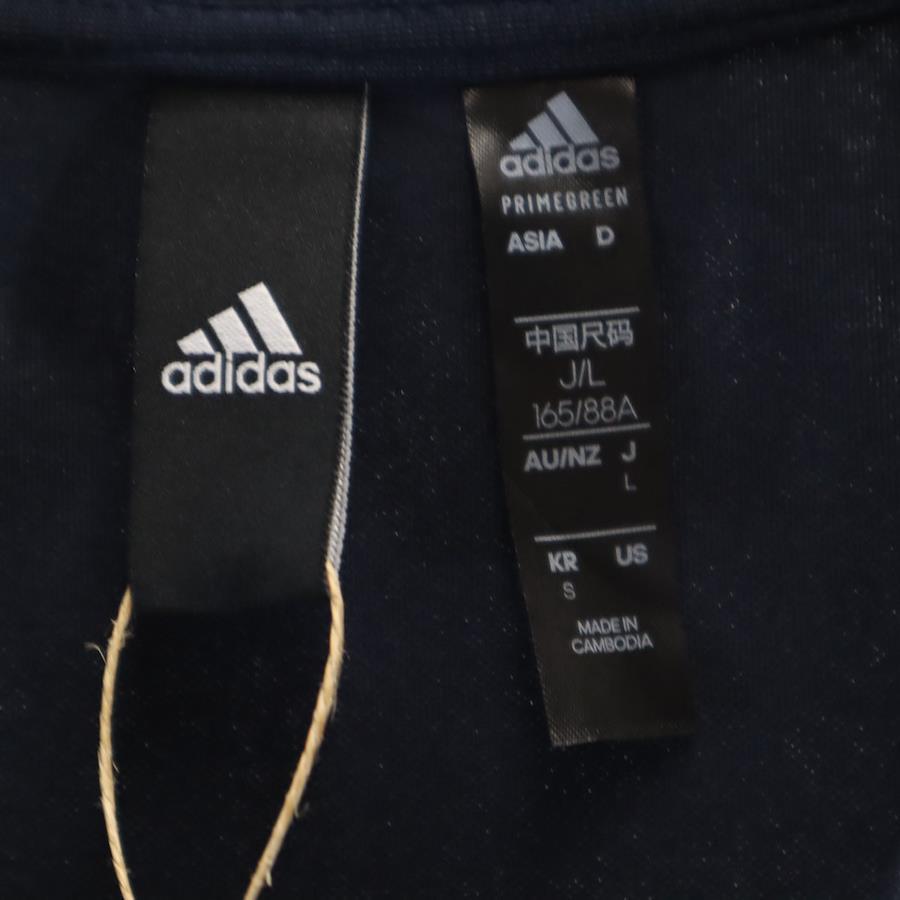 adidas
adidas
PRIMEGREEN
ASIA D
中国尺码
J/L
165/88A
AU/NZ J
L
KR US
S
MADE IN
CAMBODIA